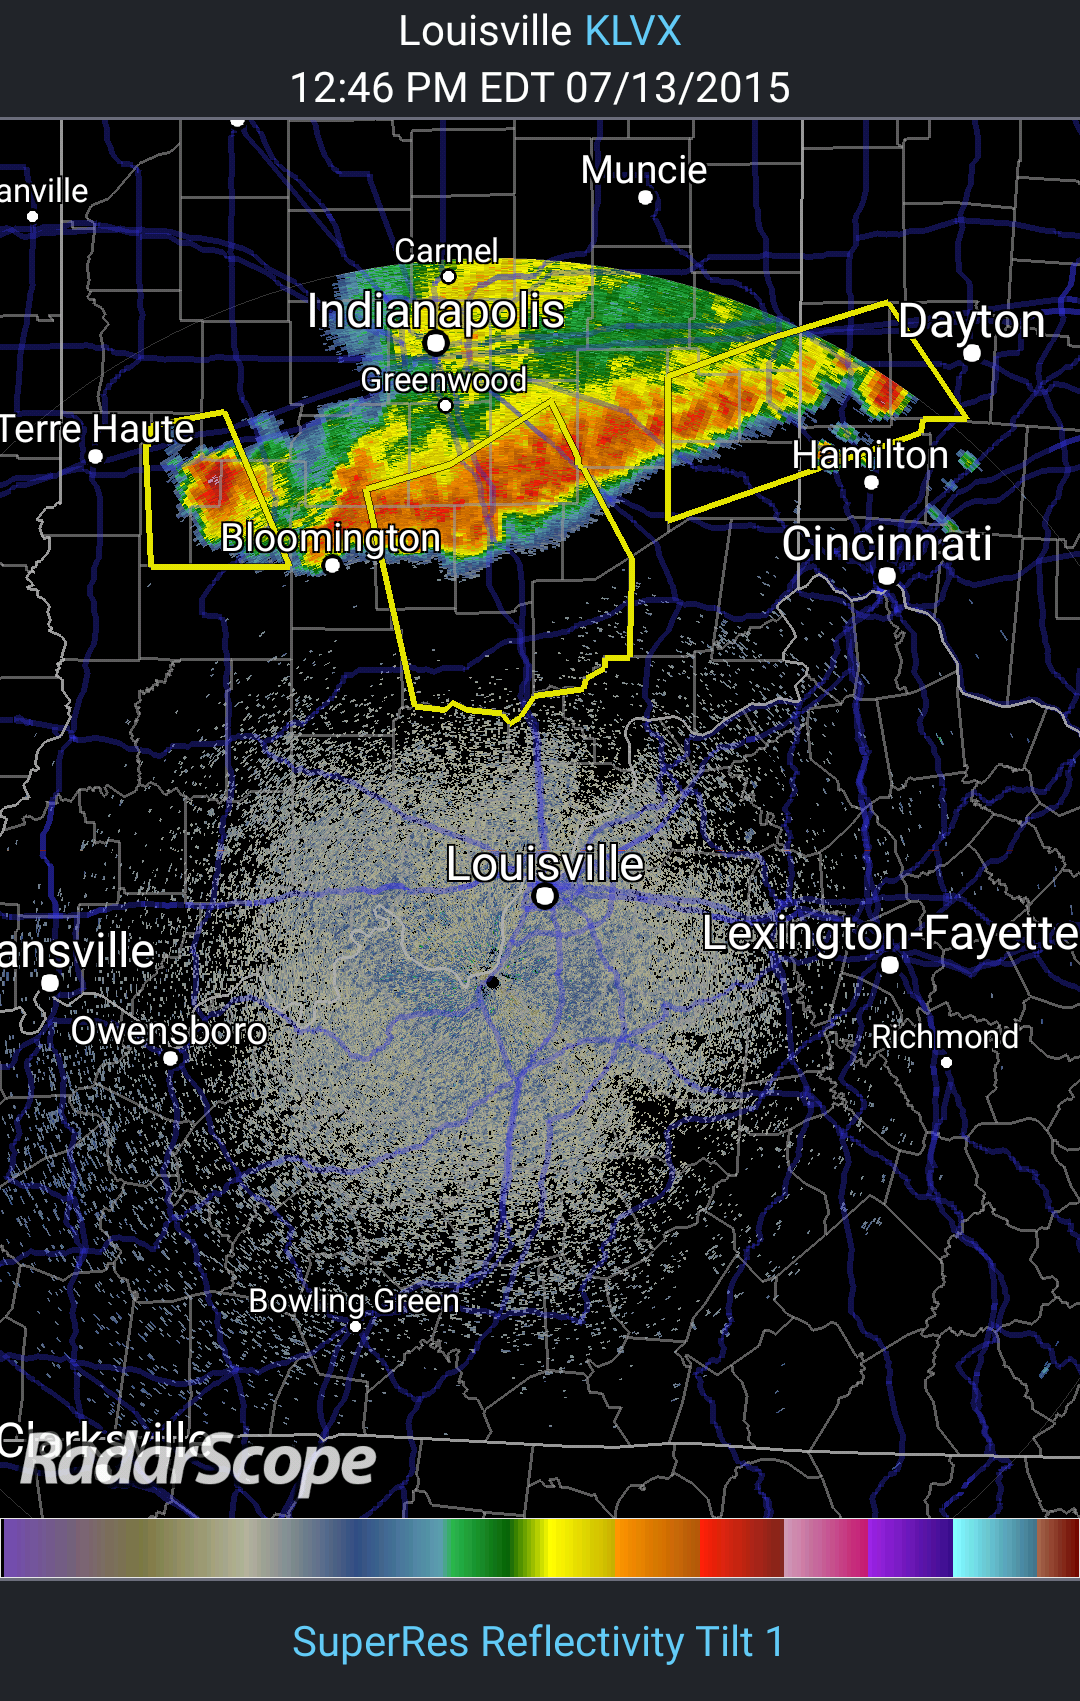 Louisville KLVX
12:46 PM EDT 07/13/2015
Muncie
anville
Carmel
Indianapolis
Dayton
Greenwood
Terre Haute
Hamilton
Bloomington
Cincinnati
Louisville
Lexington-Fayette
ansville
Owensboro
Richmond
Bowling Green
Clarksville
RadarScope
SuperRes Reflectivity Tilt 1